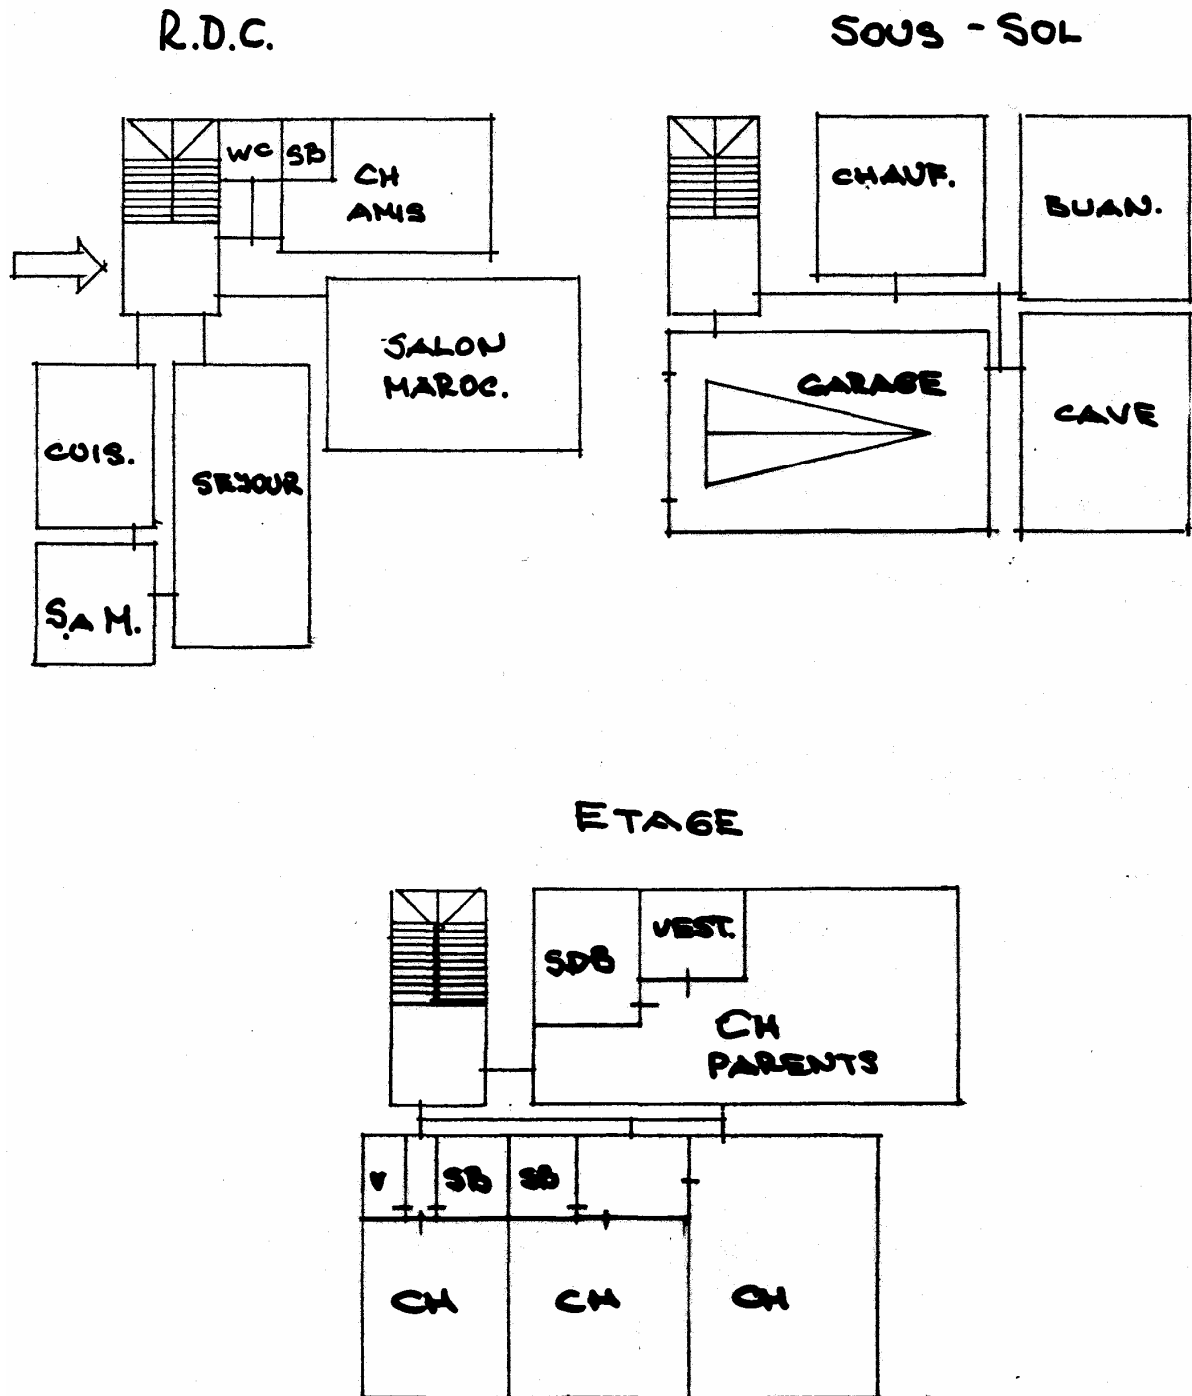 R.D.C.
WC
SB
CH
AMIS
SALON
MAROC.
CUIS.
SEJOUR
S.A M.
SOUS - SOL
CHAUF.
BUAN.
GARAGE
CAVE
ETAGE
SDB
VEST.
CH
PARENTS
V
SB
SB
CH
CH
CH